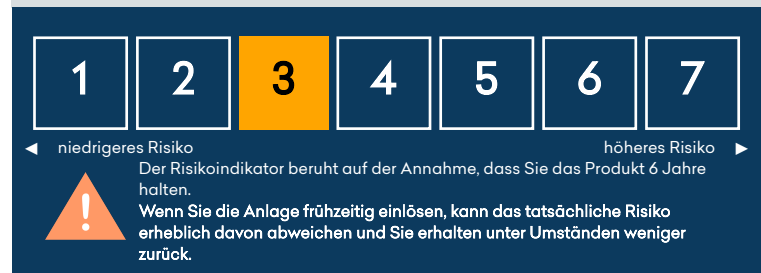 1 2 3 4 5 6 7
◄ niedrigeres Risiko höheres Risiko ►
Der Risikoindikator beruht auf der Annahme, dass Sie das Produkt 6 Jahre
halten.
Wenn Sie die Anlage frühzeitig einlösen, kann das tatsächliche Risiko
erheblich davon abweichen und Sie erhalten unter Umständen weniger
zurück.
!